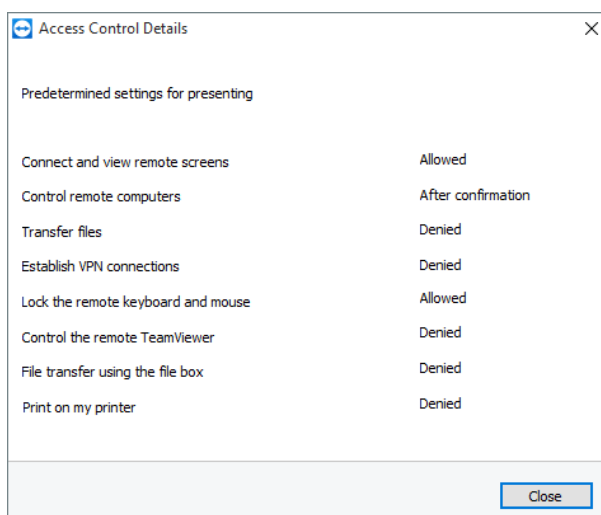 Access Control Details
Predetermined settings for presenting
Connect and view remote screens Allowed
Control remote computers After confirmation
Transfer files Denied
Establish VPN connections Denied
Lock the remote keyboard and mouse Allowed
Control the remote TeamViewer Denied
File transfer using the file box Denied
Print on my printer Denied
Close